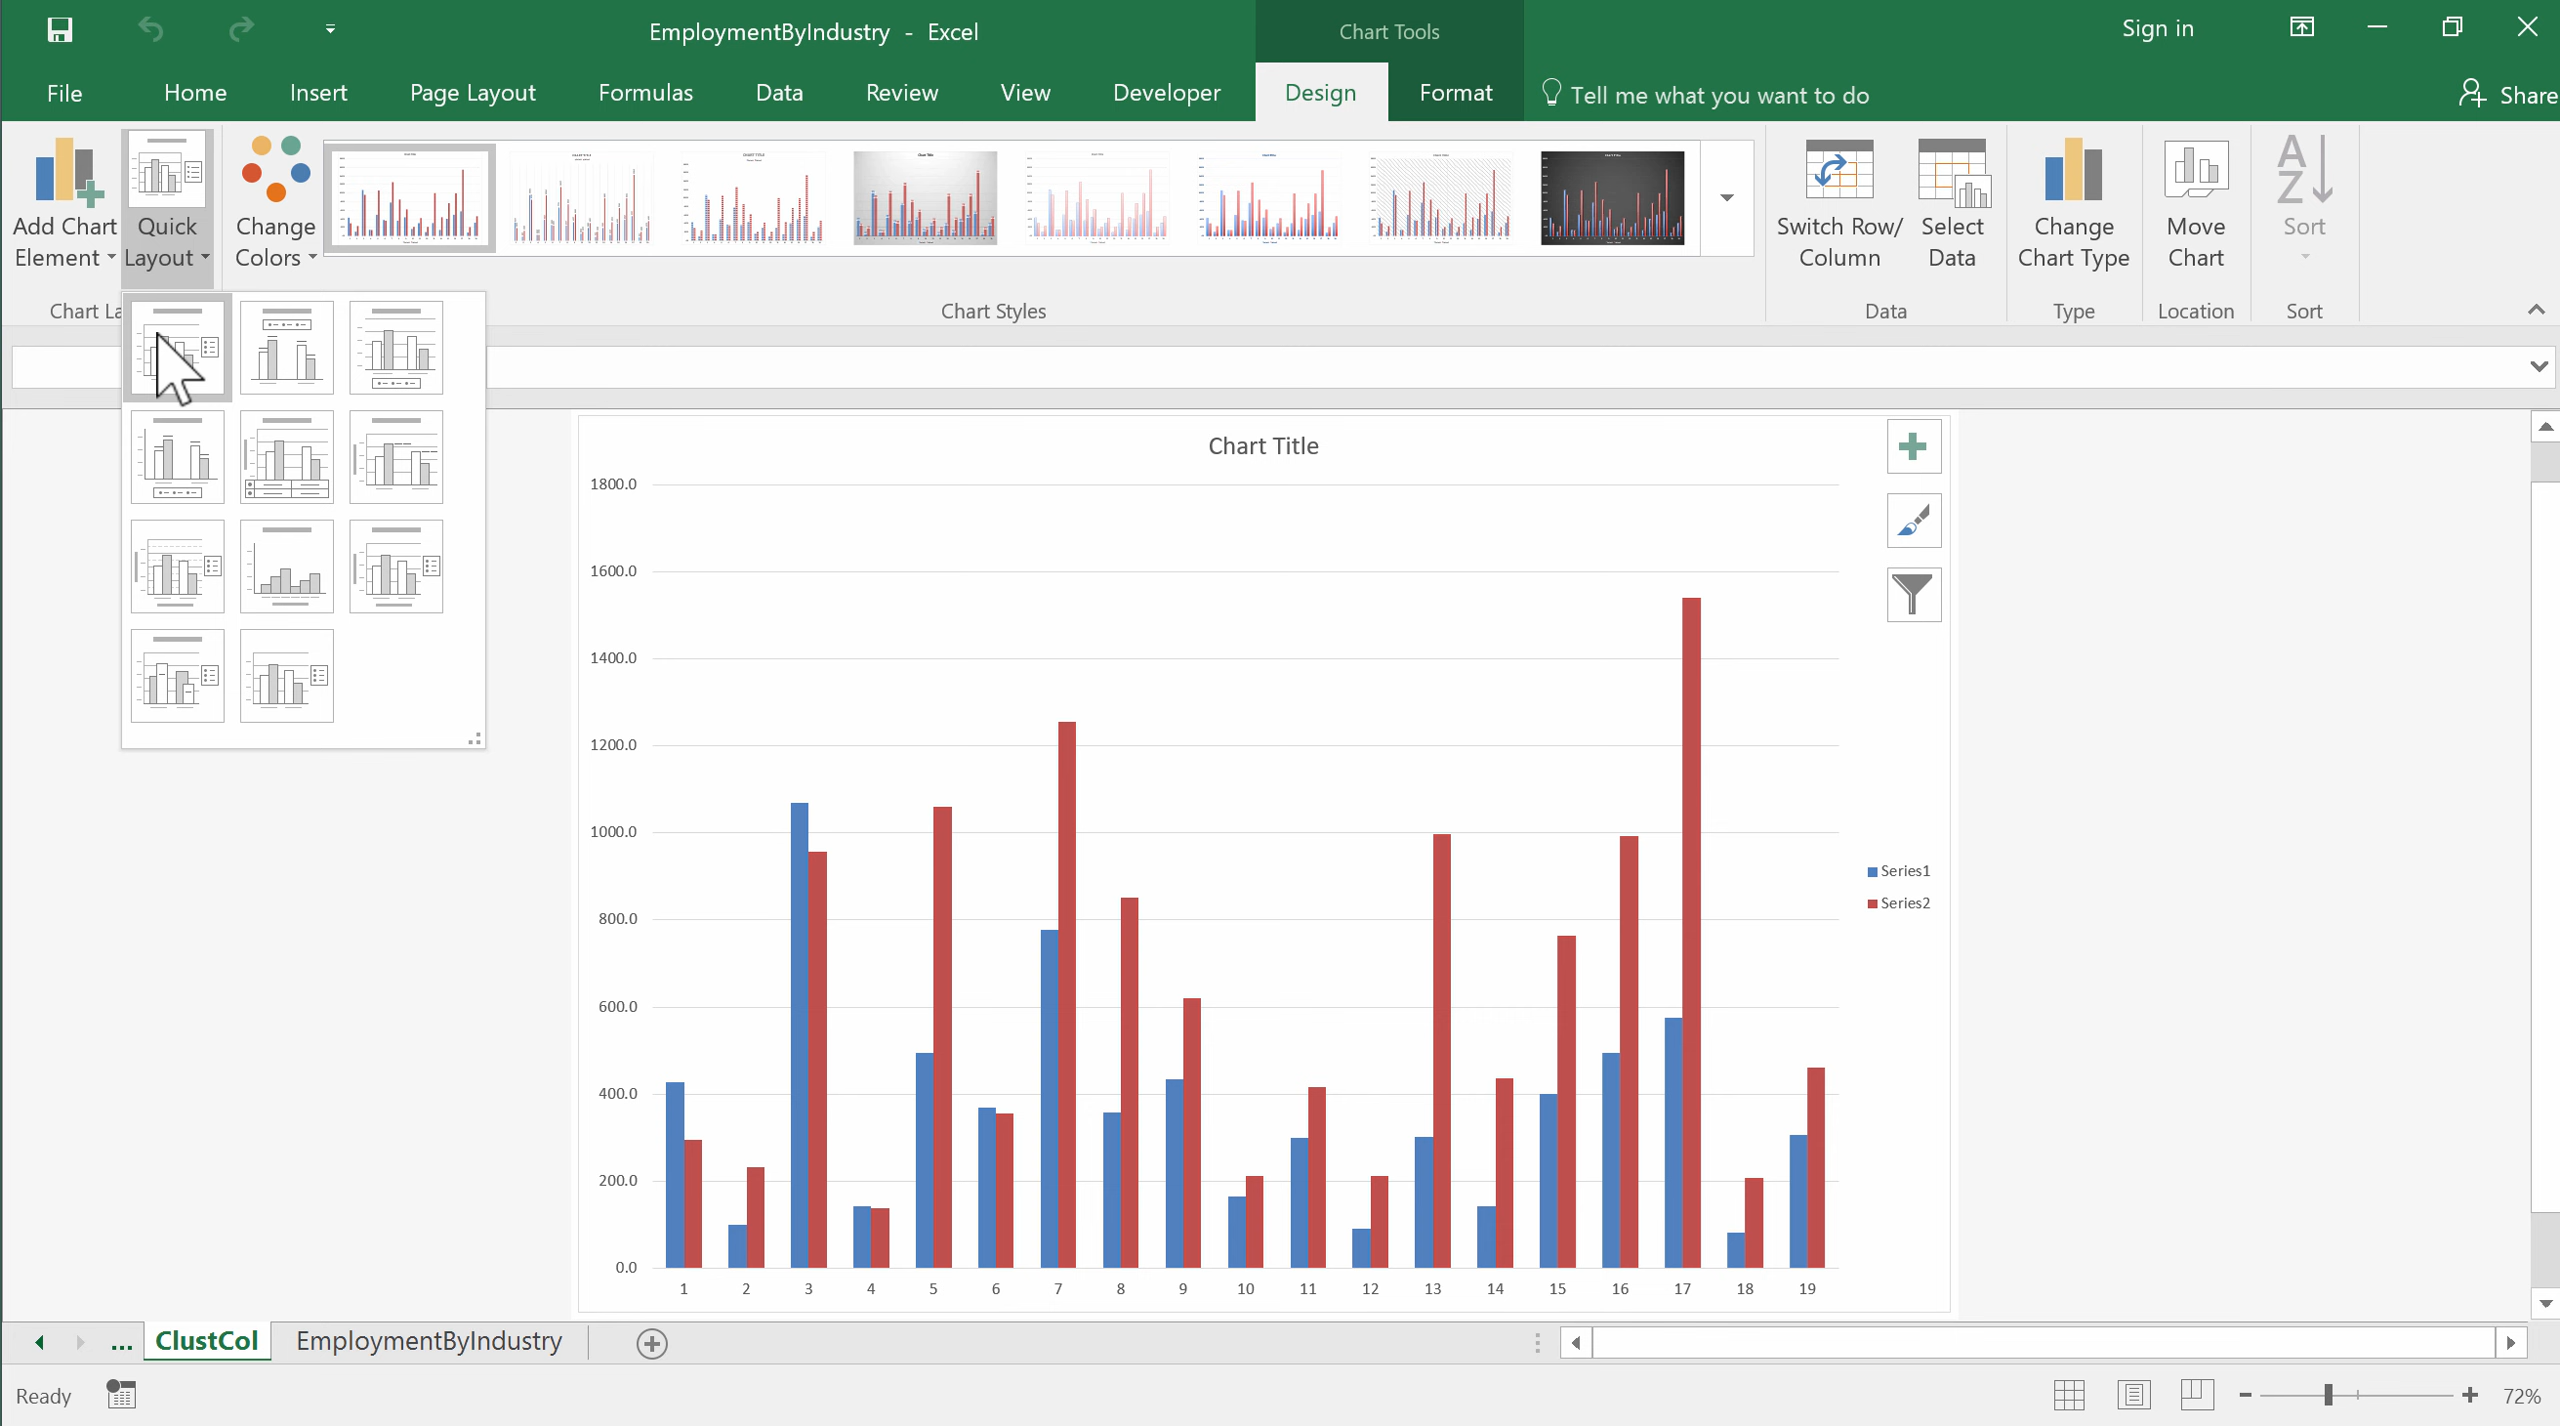 EmploymentByIndustry - Excel
Chart Tools
Sign in
File
Home
Insert
Page Layout
Formulas
Data
Review
View
Developer
Design
Format
Tell me what you want to do
Share
Add Chart
Element
Quick
Layout
Change
Colors
Switch Row/
Column
Select
Data
Change
Chart Type
Move
Chart
A
Z
Sort
Chart La
Chart Styles
Data
Type
Location
Sort
Chart Title
1800.0
1600.0
1400.0
1200.0
1000.0
800.0
600.0
400.0
200.0
0.0
Series1
Series2
1 2 3 4 5 6 7 8 9 10 11 12 13 14 15 16 17 18 19
...
ClustCol
EmploymentByIndustry
Ready
72%